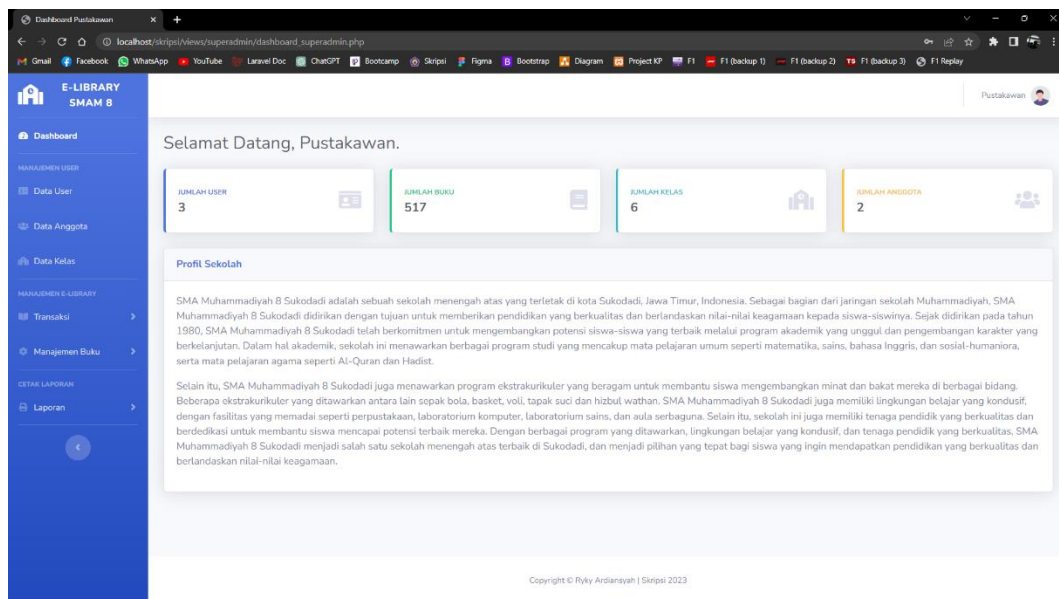 Dashboard Pustakawan
localhost/skripsi/views/superadmin/dashboard_superadmin.php
Gmail Facebook WhatsApp YouTube Laravel Doc ChatGPT Bootcamp Skripsi Figma Bootstrap Diagram Project KP F1 F1 (backup 1) F1 (backup 2) F1 (backup 3) F1 Replay
E-LIBRARY
SMAM 8
Pustakawan
Dashboard
MANAJEMEN USER
Data User
Data Anggota
Data Kelas
MANAJEMEN E-LIBRARY
Transaksi
Manajemen Buku
CETAK LAPORAN
Laporan
Selamat Datang, Pustakawan.
JUMLAH USER
3
JUMLAH BUKU
517
JUMLAH KELAS
6
JUMLAH ANGGOTA
2
Profil Sekolah
SMA Muhammadiyah 8 Sukodadi adalah sebuah sekolah menengah atas yang terletak di kota Sukodadi, Jawa Timur, Indonesia. Sebagai bagian dari jaringan sekolah Muhammadiyah, SMA
Muhammadiyah 8 Sukodadi didirikan dengan tujuan untuk memberikan pendidikan yang berkualitas dan berlandaskan nilai-nilai keagamaan kepada siswa-siswinya. Sejak didirikan pada tahun
1980, SMA Muhammadiyah 8 Sukodadi telah berkomitmen untuk mengembangkan potensi siswa-siswa yang terbaik melalui program akademik yang unggul dan pengembangan karakter yang
berkelanjutan. Dalam hal akademik, sekolah ini menawarkan berbagai program studi yang mencakup mata pelajaran umum seperti matematika, sains, bahasa Inggris, dan sosial-humaniora,
serta mata pelajaran agama seperti Al-Quran dan Hadist.
Selain itu, SMA Muhammadiyah 8 Sukodadi juga menawarkan program ekstrakurikuler yang beragam untuk membantu siswa mengembangkan minat dan bakat mereka di berbagai bidang.
Beberapa ekstrakurikuler yang ditawarkan antara lain sepak bola, basket, voli, tapak suci dan hizbul wathan. SMA Muhammadiyah 8 Sukodadi juga memiliki lingkungan belajar yang kondusif,
dengan fasilitas yang memadai seperti perpustakaan, laboratorium komputer, laboratorium sains, dan aula serbaguna. Selain itu, sekolah ini juga memiliki tenaga pendidik yang berkualitas dan
berdedikasi untuk membantu siswa mencapai potensi terbaik mereka. Dengan berbagai program yang ditawarkan, lingkungan belajar yang kondusif, dan tenaga pendidik yang berkualitas, SMA
Muhammadiyah 8 Sukodadi menjadi salah satu sekolah menengah atas terbaik di Sukodadi, dan menjadi pilihan yang tepat bagi siswa yang ingin mendapatkan pendidikan yang berkualitas dan
berlandaskan nilai-nilai keagamaan.
Copyright © Ryky Ardiansyah | Skripsi 2023